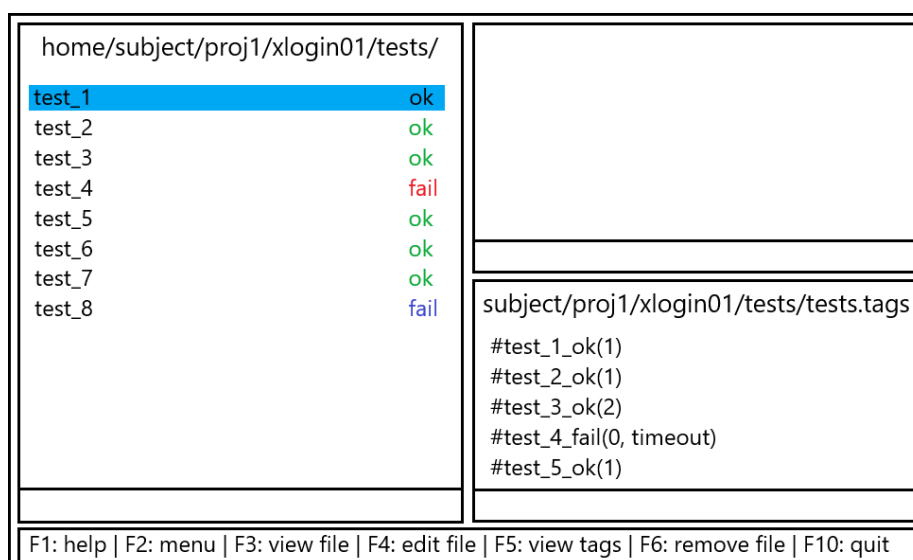 home/subject/proj1/xlogin01/tests/
test_1 ok
test_2 ok
test_3 ok
test_4 fail
test_5 ok
test_6 ok
test_7 ok
test_8 fail
subject/proj1/xlogin01/tests/tests.tags
#test_1_ok(1)
#test_2_ok(1)
#test_3_ok(2)
#test_4_fail(0, timeout)
#test_5_ok(1)
F1: help | F2: menu | F3: view file | F4: edit file | F5: view tags | F6: remove file | F10: quit